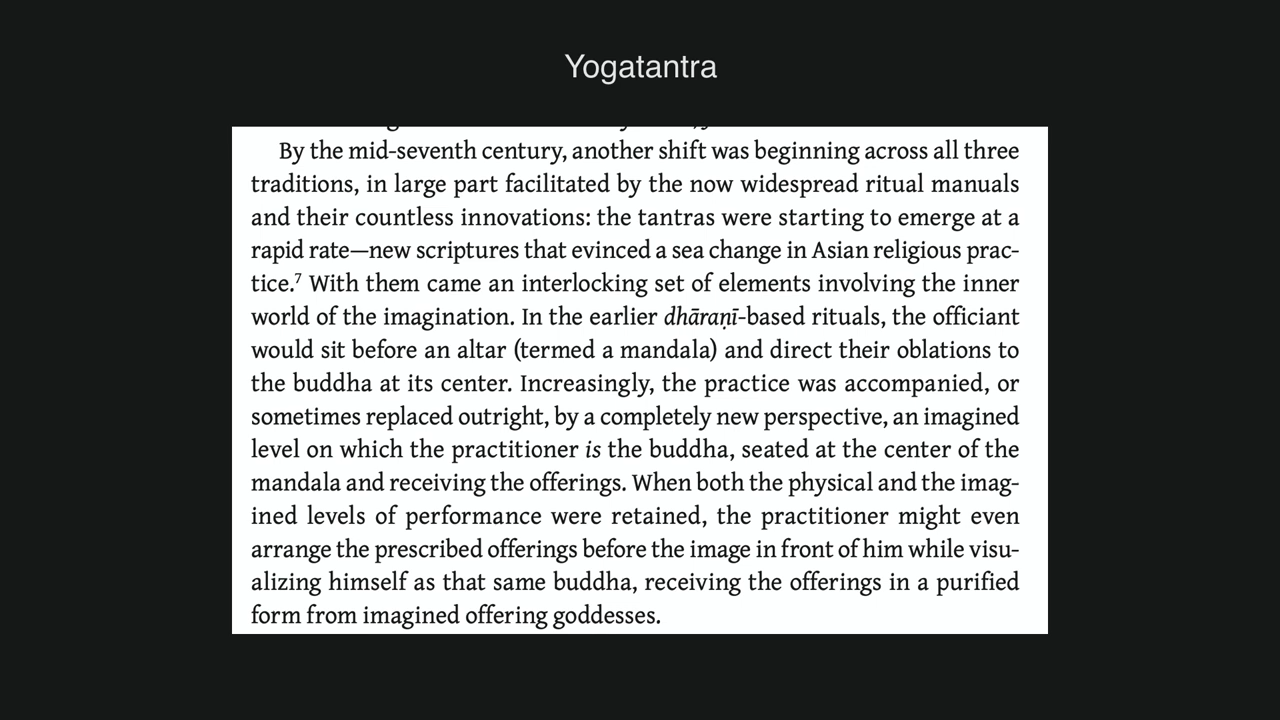 Yogatantra
By the mid-seventh century, another shift was beginning across all three
traditions, in large part facilitated by the now widespread ritual manuals
and their countless innovations: the tantras were starting to emerge at a
rapid rate—new scriptures that evinced a sea change in Asian religious prac-
tice.⁷ With them came an interlocking set of elements involving the inner
world of the imagination. In the earlier dhāraṇī-based rituals, the officiant
would sit before an altar (termed a mandala) and direct their oblations to
the buddha at its center. Increasingly, the practice was accompanied, or
sometimes replaced outright, by a completely new perspective, an imagined
level on which the practitioner is the buddha, seated at the center of the
mandala and receiving the offerings. When both the physical and the imag-
ined levels of performance were retained, the practitioner might even
arrange the prescribed offerings before the image in front of him while visu-
alizing himself as that same buddha, receiving the offerings in a purified
form from imagined offering goddesses.